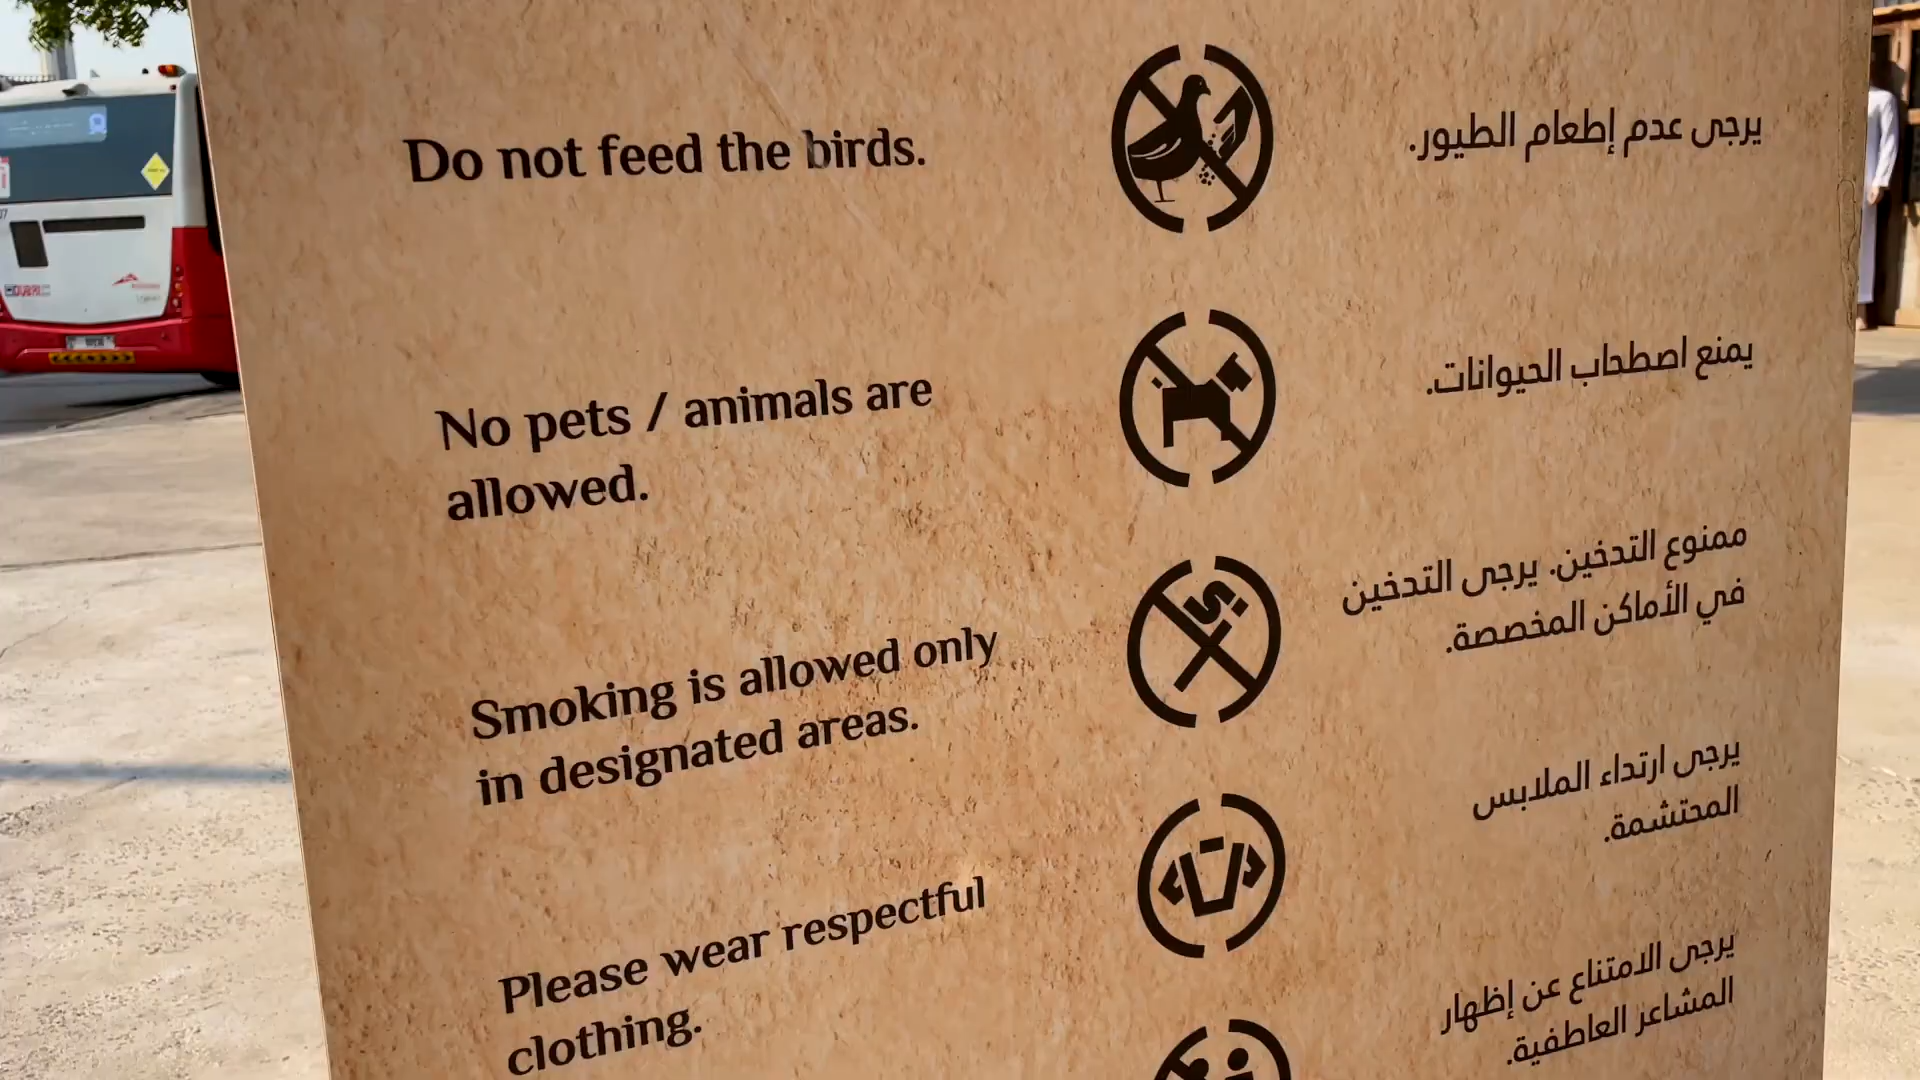 Do not feed the birds.
يرجى عدم إطعام الطيور.
No pets / animals are
allowed.
يمنع اصطحاب الحيوانات.
Smoking is allowed only
in designated areas.
ممنوع التدخين. يرجى التدخين
في الأماكن المخصصة.
Please wear respectful
clothing.
يرجى ارتداء الملابس
المحتشمة.
يرجى الامتناع عن إظهار
المشاعر العاطفية.